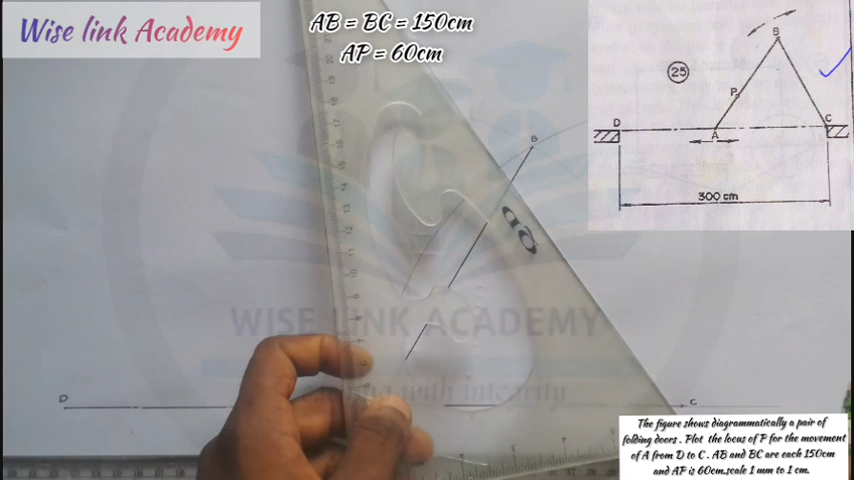 Wise link Academy
AB = BC = 150cm
AP = 60cm
25
B
P
D
A
C
300 cm
B
WISE LINK ACADEMY
D
C
The figure shows diagrammatically a pair of
folding doors . Plot the locus of P for the movement
of A from D to C . AB and BC are each 150cm
and AP is 60cm.scale 1 mm to 1 cm.